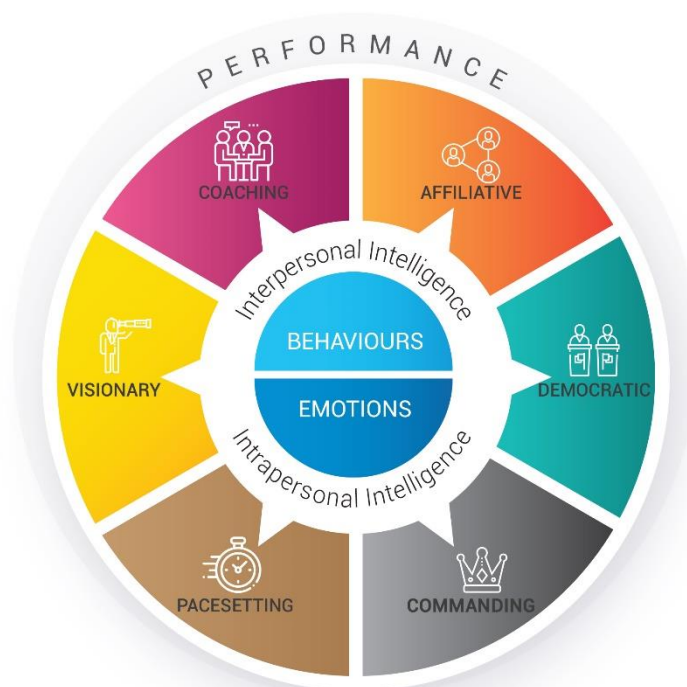 PERFORMANCE
COACHING
AFFILIATIVE
Interpersonal Intelligence
BEHAVIOURS
VISIONARY
DEMOCRATIC
EMOTIONS
Intrapersonal Intelligence
PACESETTING
COMMANDING